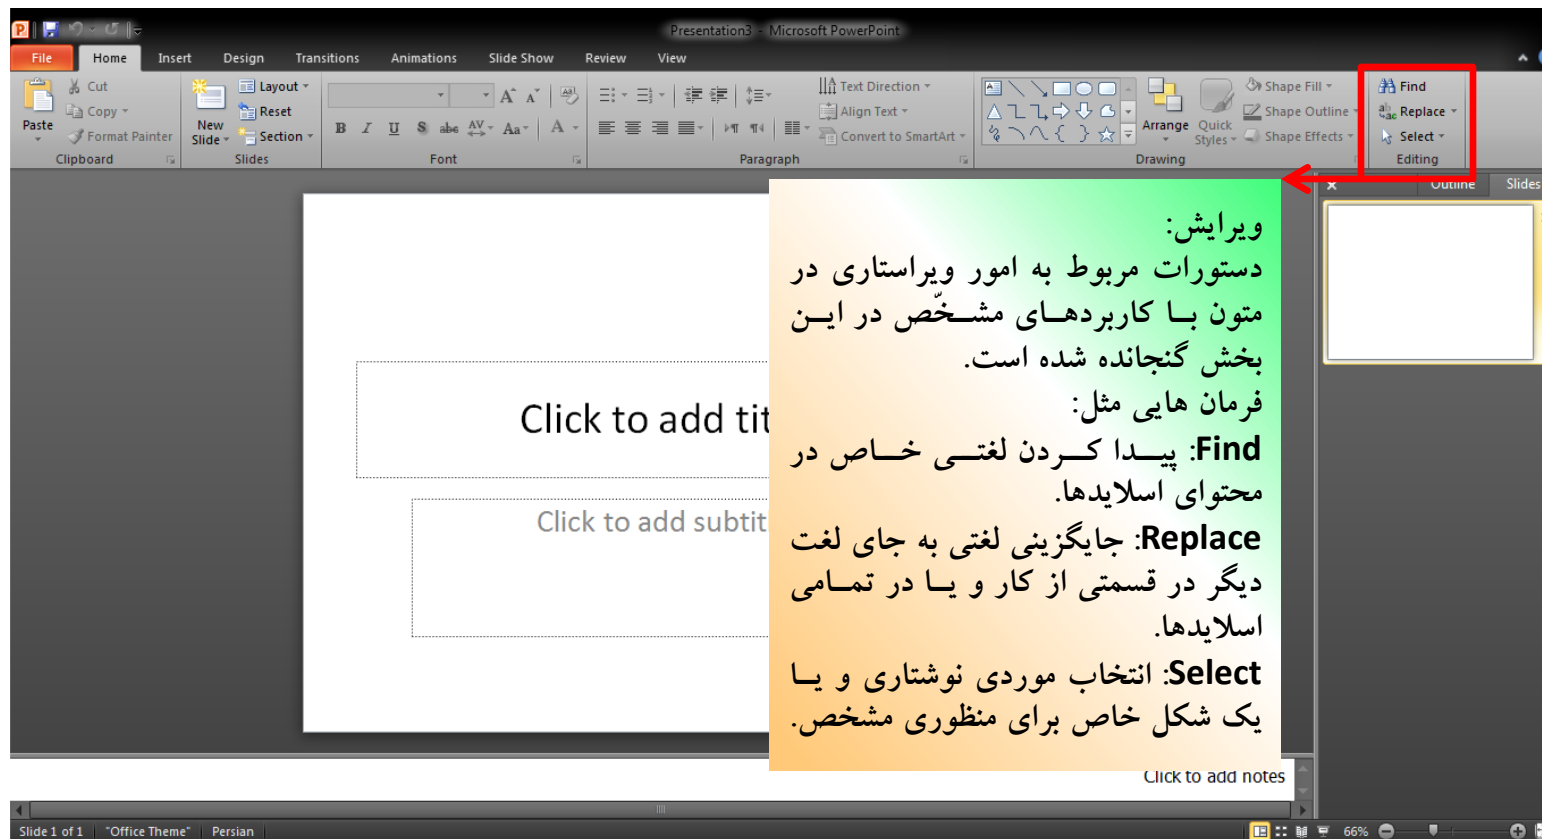 Presentation3 - Microsoft PowerPoint
File Home Insert Design Transitions Animations Slide Show Review View
Paste
Cut
Copy
Format Painter
Clipboard
New Slide
Layout
Reset
Section
Slides
Font
Text Direction
Align Text
Convert to SmartArt
Paragraph
Arrange
Quick Styles
Shape Fill
Shape Outline
Shape Effects
Drawing
Find
Replace
Select
Editing
Outline Slides
Click to add tit
Click to add subtit
ویرایش:
دستورات مربوط به امور ویراستاری در
متون با کاربردهای مشخّص در این
بخش گنجانده شده است.
فرمان هایی مثل:
Find: پیدا کردن لغتی خاص در
محتوای اسلایدها.
Replace: جایگزینی لغتی به جای لغت
دیگر در قسمتی از کار و یا در تمامی
اسلایدها.
Select: انتخاب موردی نوشتاری و یا
یک شکل خاص برای منظوری مشخص.
Click to add notes
Slide 1 of 1 "Office Theme" Persian 66%